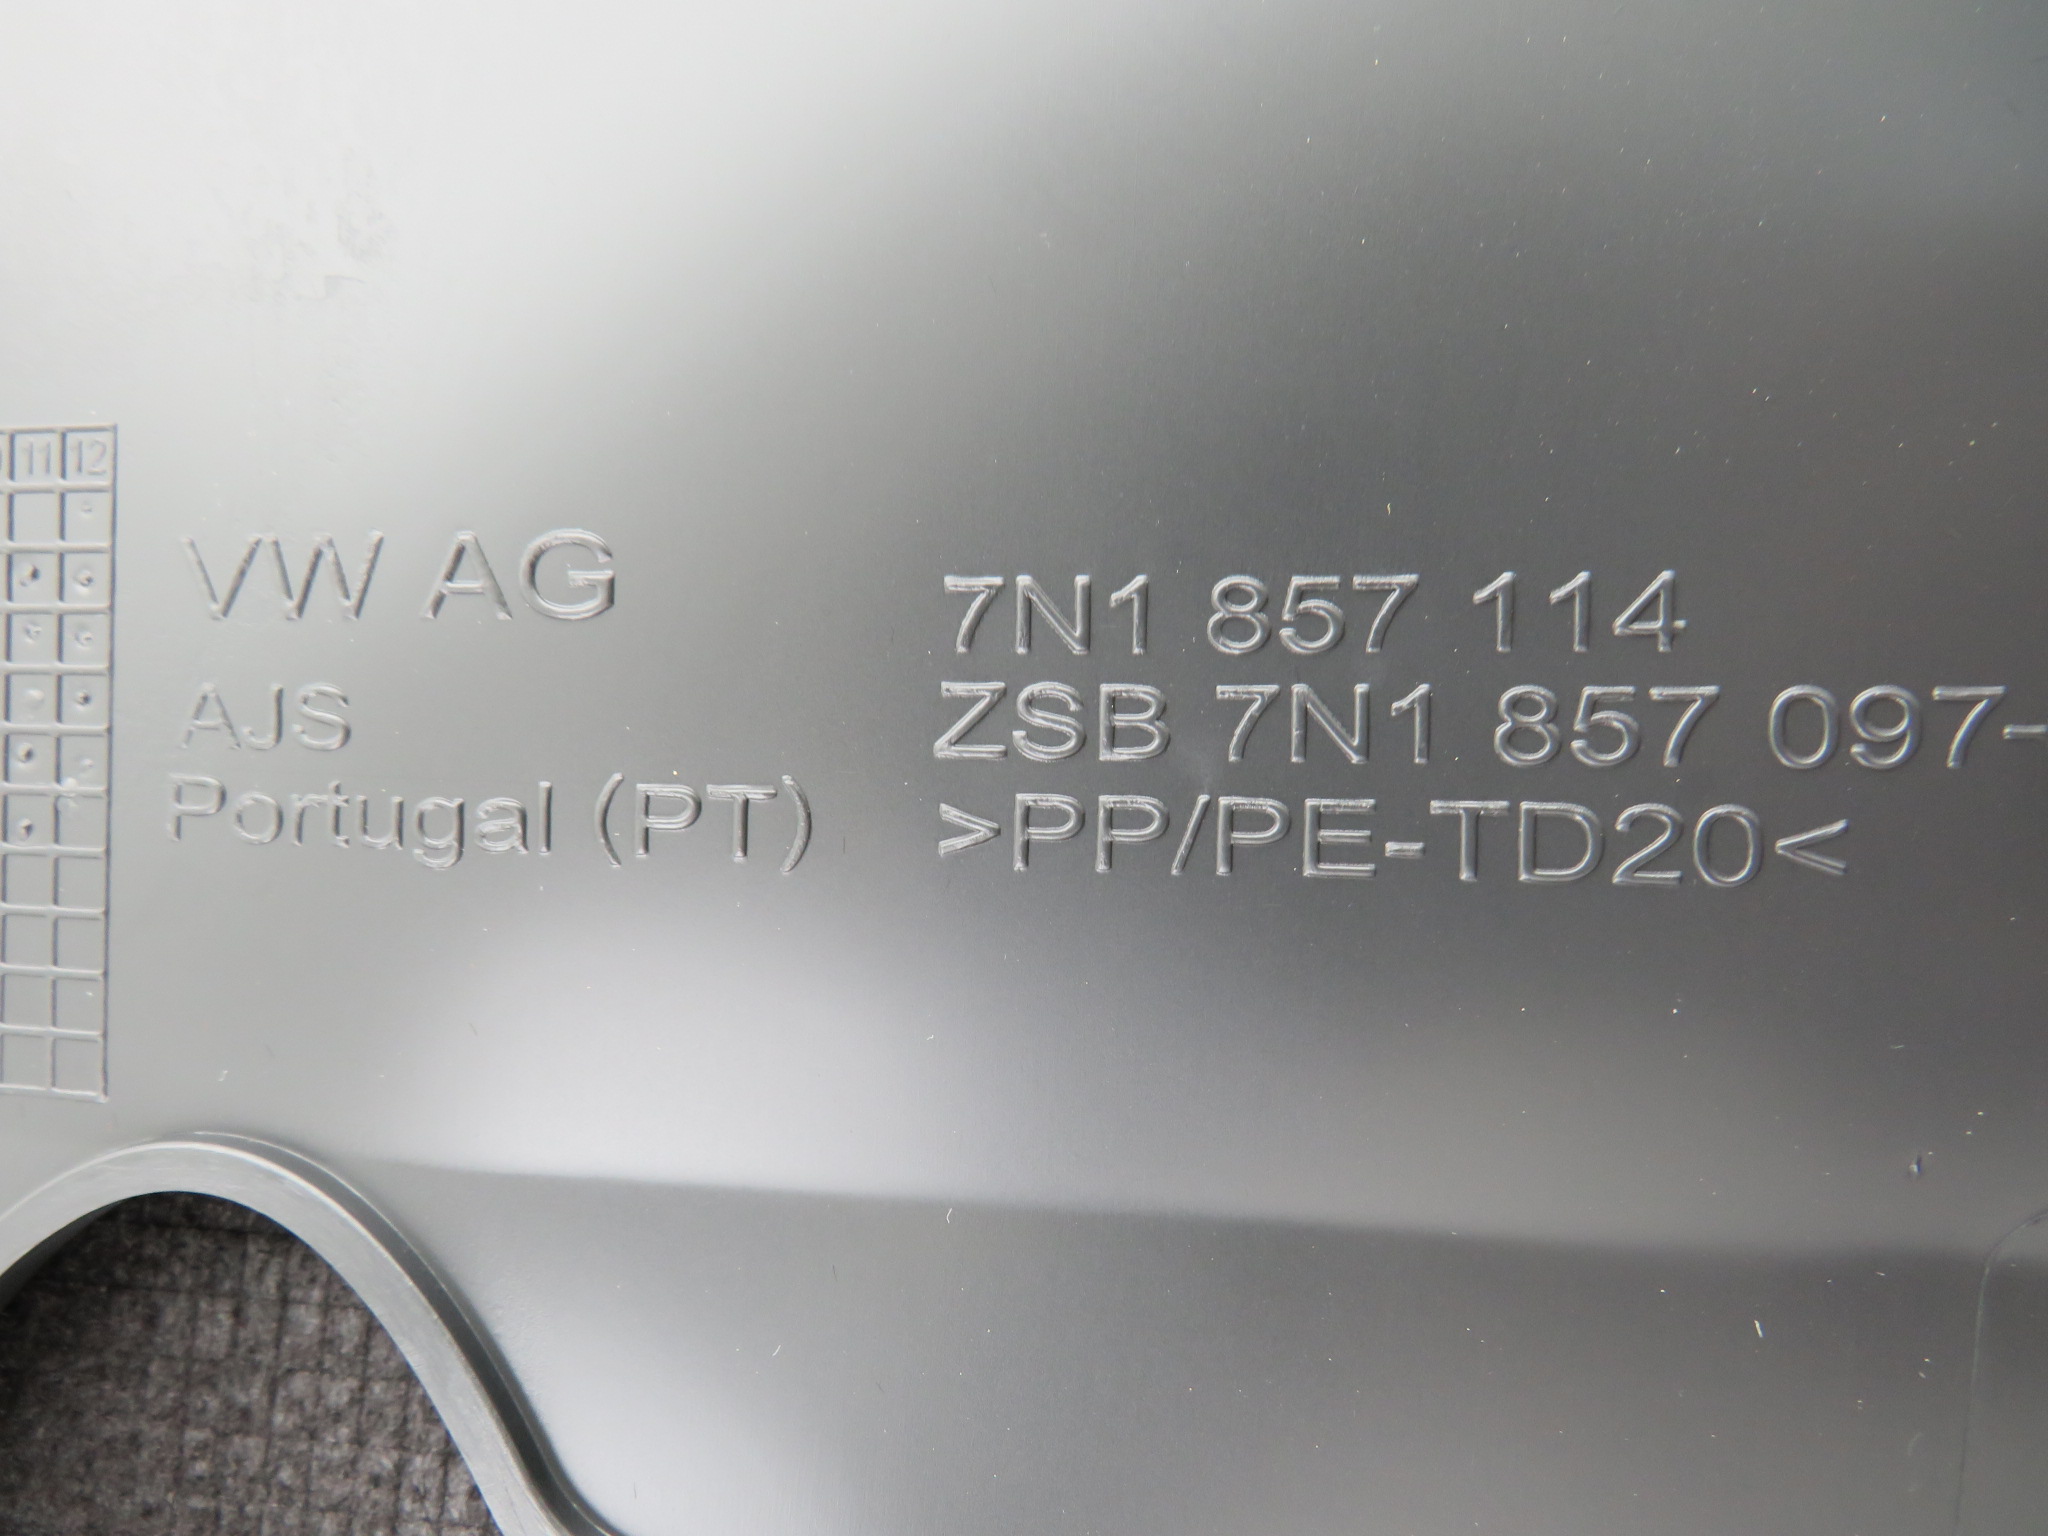 11 12
VW AG
AJS
Portugal (PT)
7N1 857 114
ZSB 7N1 857 097-
>PP/PE-TD20<